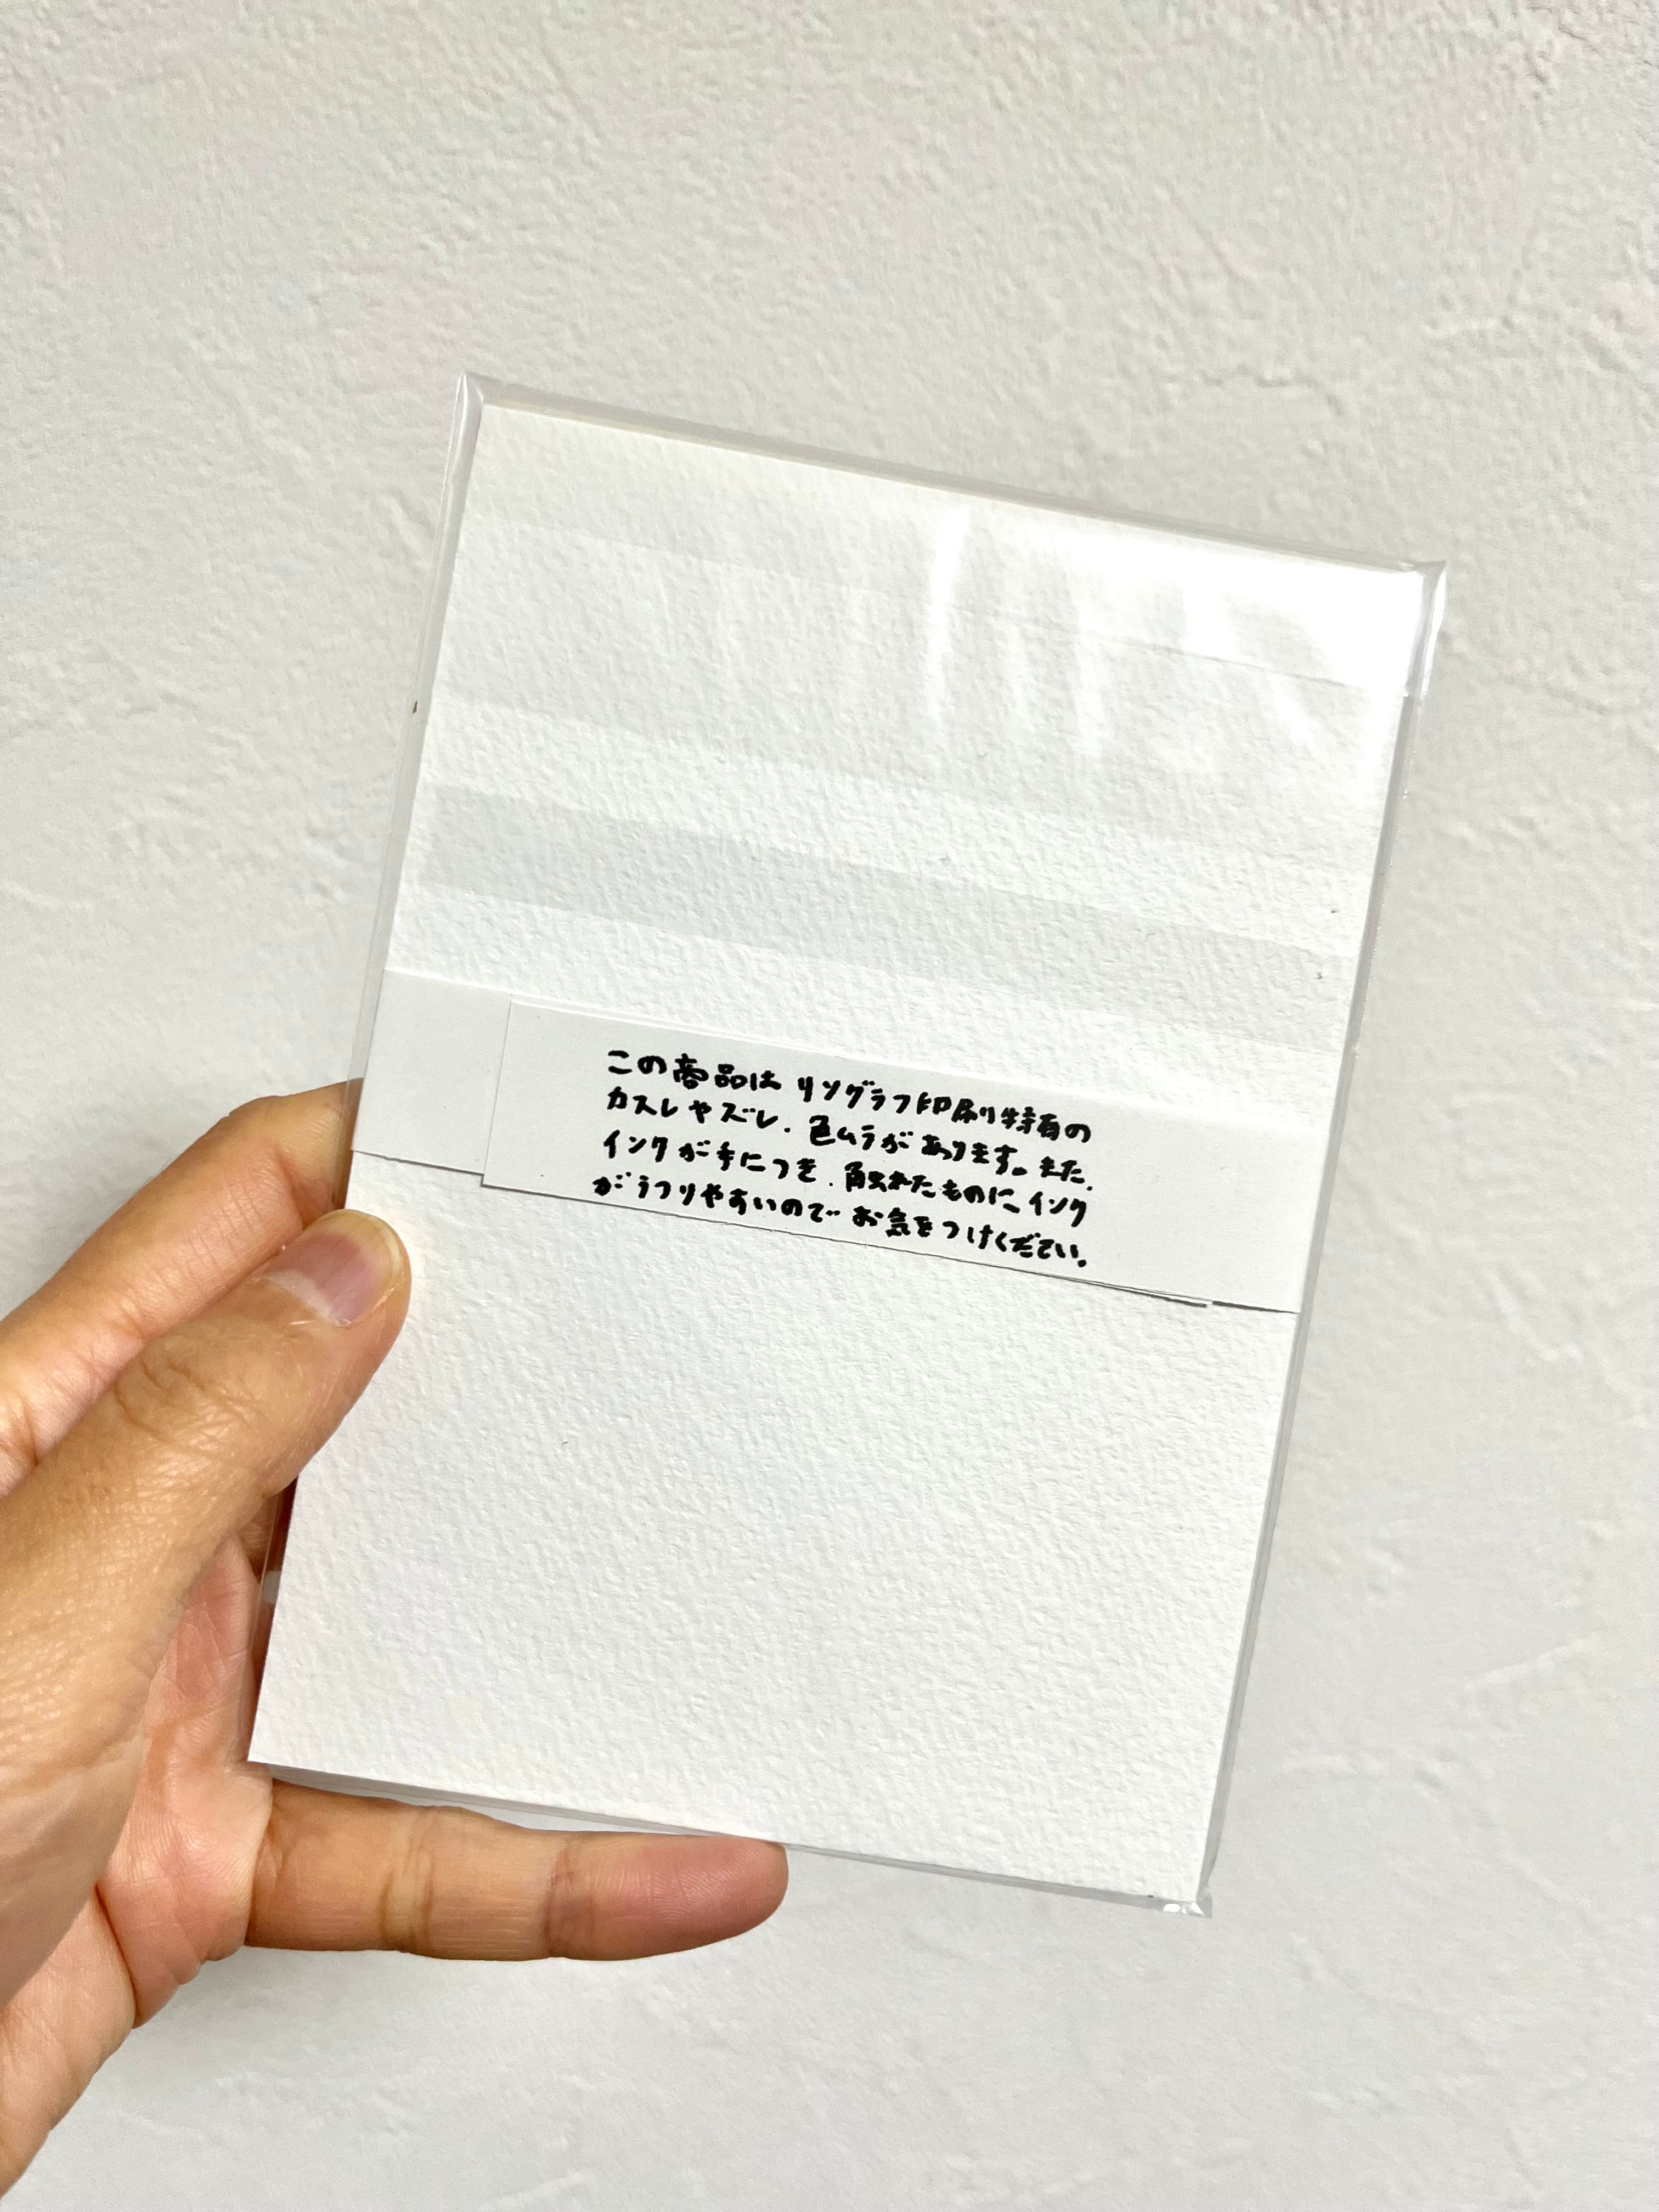 この商品は リソグラフ印刷特有の
カスレやズレ、色ムラがあります。また、
インクが手につき、触れたものにインク
がうつりやすいので お気をつけください。